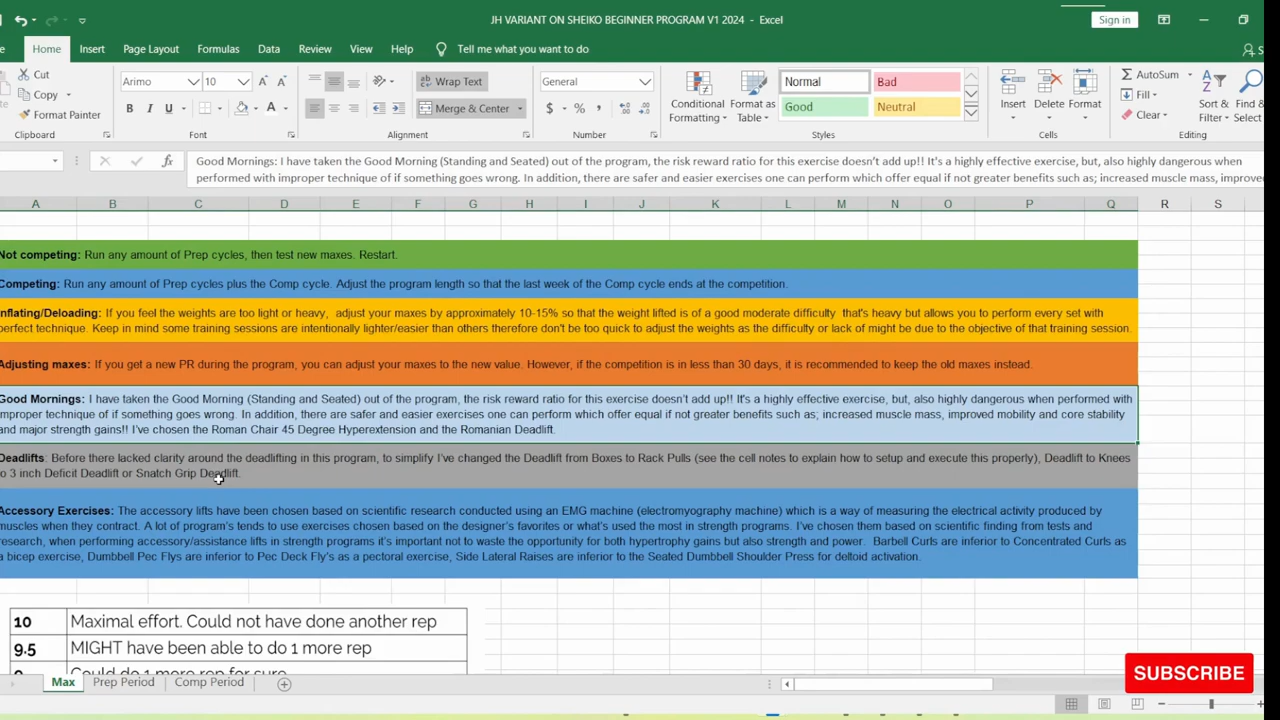 JH VARIANT ON SHEIKO BEGINNER PROGRAM V1 2024 - Excel
Sign in
Home Insert Page Layout Formulas Data Review View Help Tell me what you want to do
Cut
Copy
Format Painter
Clipboard
Arimo 10
B I U
Font
Wrap Text
Merge & Center
Alignment
General
$ % ,
Number
Conditional Formatting
Format as Table
Normal Bad
Good Neutral
Styles
Insert Delete Format
Cells
AutoSum
Fill
Clear
Sort & Filter
Find & Select
Editing
fx
Good Mornings: I have taken the Good Morning (Standing and Seated) out of the program, the risk reward ratio for this exercise doesn't add up!! It's a highly effective exercise, but, also highly dangerous when
performed with improper technique of if something goes wrong. In addition, there are safer and easier exercises one can perform which offer equal if not greater benefits such as; increased muscle mass, improved
A B C D E F G H I J K L M N O P Q R S
Not competing: Run any amount of Prep cycles, then test new maxes. Restart.
Competing: Run any amount of Prep cycles plus the Comp cycle. Adjust the program length so that the last week of the Comp cycle ends at the competition.
nflating/Deloading: If you feel the weights are too light or heavy, adjust your maxes by approximately 10-15% so that the weight lifted is of a good moderate difficulty that's heavy but allows you to perform every set with
perfect technique. Keep in mind some training sessions are intentionally lighter/easier than others therefore don't be too quick to adjust the weights as the difficulty or lack of might be due to the objective of that training session.
Adjusting maxes: If you get a new PR during the program, you can adjust your maxes to the new value. However, if the competition is in less than 30 days, it is recommended to keep the old maxes instead.
Good Mornings: I have taken the Good Morning (Standing and Seated) out of the program, the risk reward ratio for this exercise doesn't add up!! It's a highly effective exercise, but, also highly dangerous when performed with
mproper technique of if something goes wrong. In addition, there are safer and easier exercises one can perform which offer equal if not greater benefits such as; increased muscle mass, improved mobility and core stability
and major strength gains!! I've chosen the Roman Chair 45 Degree Hyperextension and the Romanian Deadlift.
Deadlifts: Before there lacked clarity around the deadlifting in this program, to simplify I've changed the Deadlift from Boxes to Rack Pulls (see the cell notes to explain how to setup and execute this properly), Deadlift to Knees
o 3 inch Deficit Deadlift or Snatch Grip Deadlift.
Accessory Exercises: The accessory lifts have been chosen based on scientific research conducted using an EMG machine (electromyography machine) which is a way of measuring the electrical activity produced by
muscles when they contract. A lot of program's tends to use exercises chosen based on the designer's favorites or what's used the most in strength programs. I've chosen them based on scientific finding from tests and
research, when performing accessory/assistance lifts in strength programs it's important not to waste the opportunity for both hypertrophy gains but also strength and power. Barbell Curls are inferior to Concentrated Curls as
a bicep exercise, Dumbbell Pec Flys are inferior to Pec Deck Fly's as a pectoral exercise, Side Lateral Raises are inferior to the Seated Dumbbell Shoulder Press for deltoid activation.
10 Maximal effort. Could not have done another rep
9.5 MIGHT have been able to do 1 more rep
9 Could do 1 more rep for sure
SUBSCRIBE
Max Prep Period Comp Period